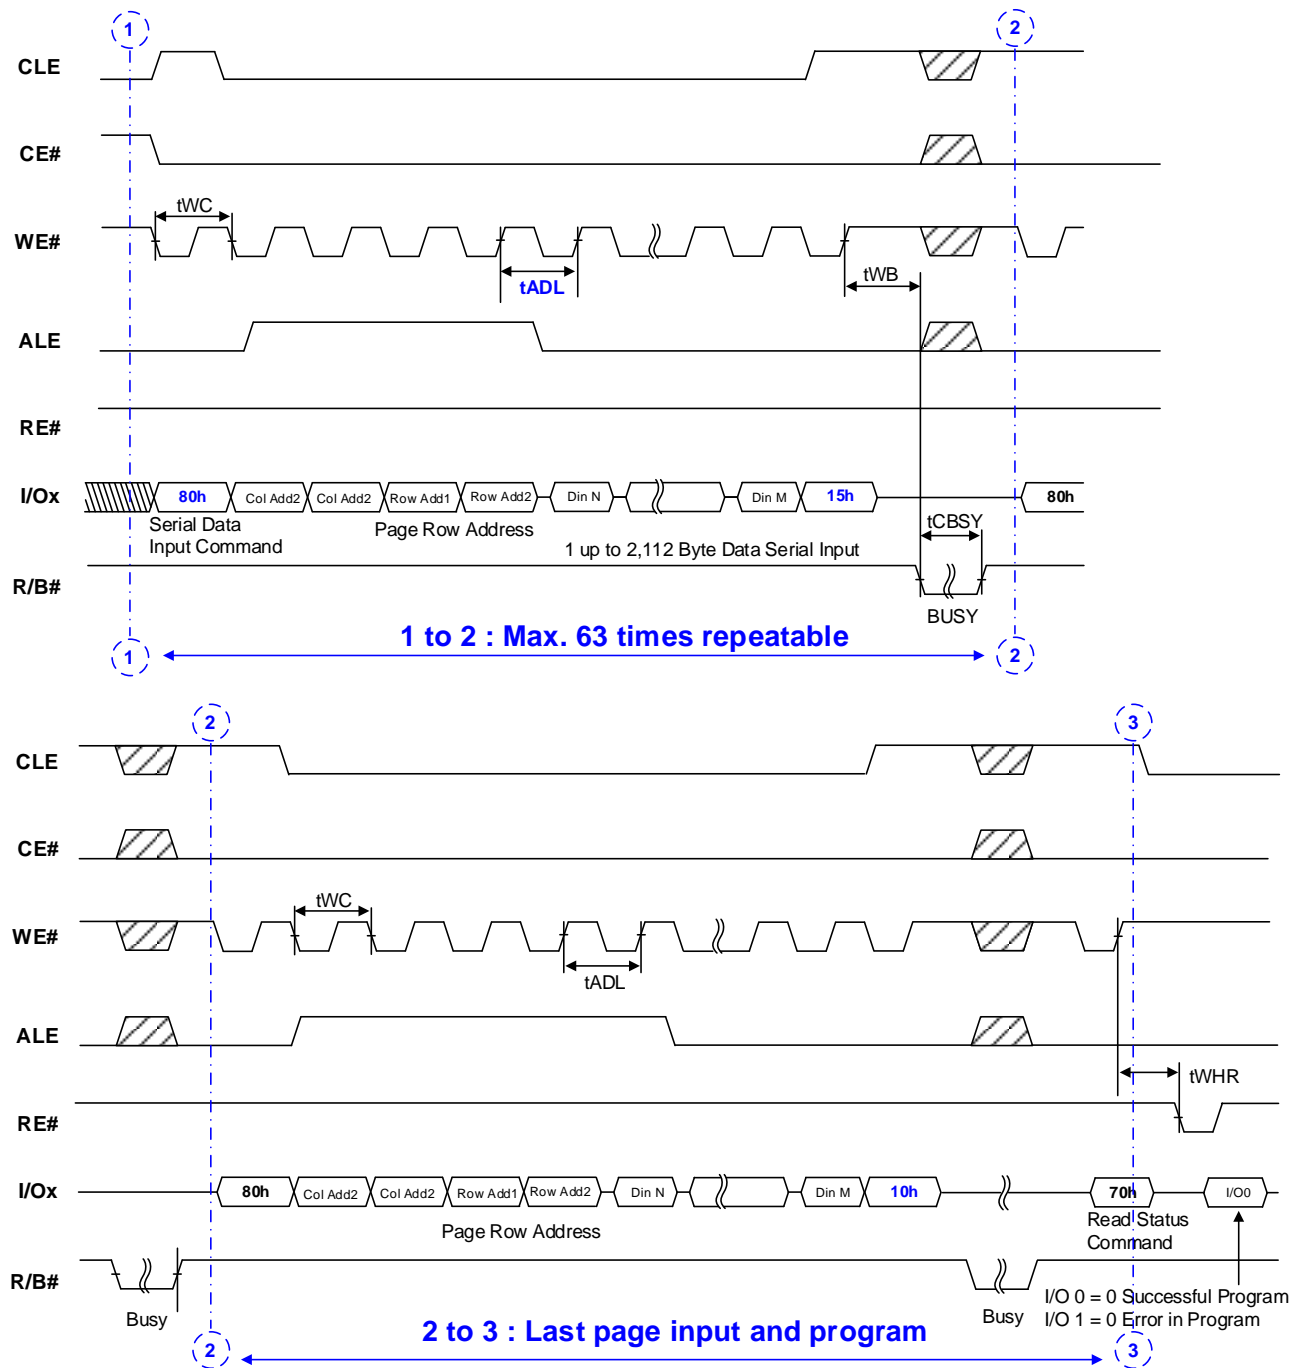 1 2
CLE
CE#
tWC
WE#
tADL
tWB
ALE
RE#
I/Ox 80h Col Add2 Col Add2 Row Add1 Row Add2 Din N Din M 15h 80h
Serial Data
Input Command
Page Row Address
tCBSY
1 up to 2,112 Byte Data Serial Input
R/B#
BUSY
1 to 2 : Max. 63 times repeatable
1 2
2 3
CLE
CE#
tWC
WE#
tADL
ALE
tWHR
RE#
I/Ox 80h Col Add2 Col Add2 Row Add1 Row Add2 Din N Din M 10h 70h I/O0
Page Row Address
Read Status
Command
R/B#
Busy Busy
I/O 0 = 0 Successful Program
I/O 1 = 0 Error in Program
2 to 3 : Last page input and program
2 3